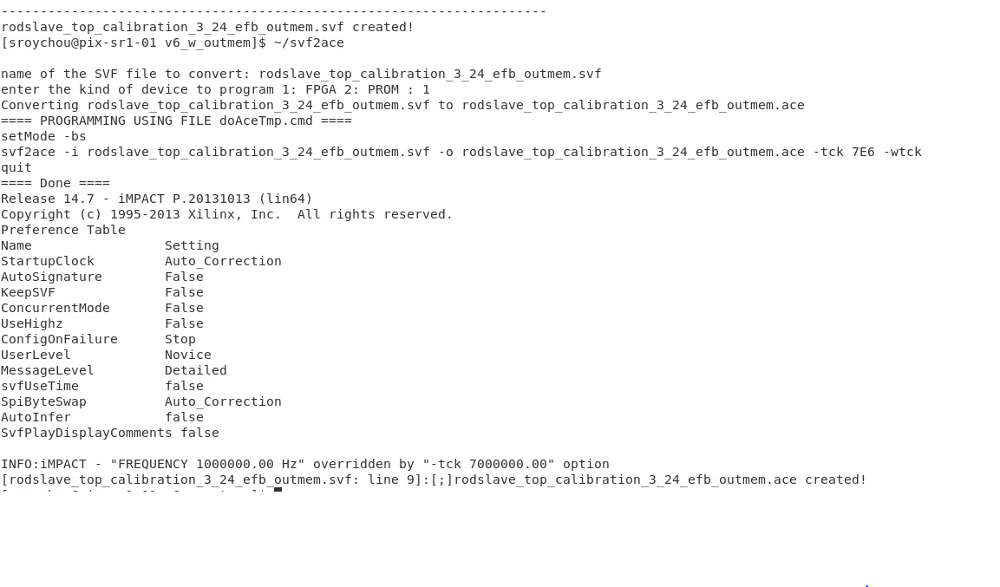 ----------------------------------------------------------------------
rodslave_top_calibration_3_24_efb_outmem.svf created!
[sroychou@pix-sr1-01 v6_w_outmem]$ ~/svf2ace
name of the SVF file to convert: rodslave_top_calibration_3_24_efb_outmem.svf
enter the kind of device to program 1: FPGA 2: PROM : 1
Converting rodslave_top_calibration_3_24_efb_outmem.svf to rodslave_top_calibration_3_24_efb_outmem.ace
==== PROGRAMMING USING FILE doAceTmp.cmd ====
setMode -bs
svf2ace -i rodslave_top_calibration_3_24_efb_outmem.svf -o rodslave_top_calibration_3_24_efb_outmem.ace -tck 7E6 -wtck
quit
==== Done ====
Release 14.7 - iMPACT P.20131013 (lin64)
Copyright (c) 1995-2013 Xilinx, Inc.  All rights reserved.
Preference Table
Name                 Setting
StartupClock         Auto_Correction
AutoSignature        False
KeepSVF              False
ConcurrentMode       False
UseHighz             False
ConfigOnFailure      Stop
UserLevel            Novice
MessageLevel         Detailed
svfUseTime           false
SpiByteSwap          Auto_Correction
AutoInfer            false
SvfPlayDisplayComments false
INFO:iMPACT - "FREQUENCY 1000000.00 Hz" overridden by "-tck 7000000.00" option
[rodslave_top_calibration_3_24_efb_outmem.svf: line 9]:[;]rodslave_top_calibration_3_24_efb_outmem.ace created!